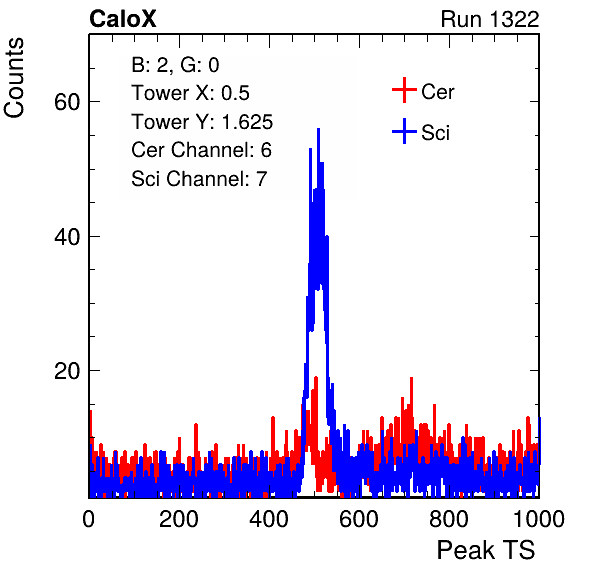 CaloX Run 1322
Counts
B: 2, G: 0
Tower X: 0.5
Tower Y: 1.625
Cer Channel: 6
Sci Channel: 7
Cer
Sci
60
40
20
0 200 400 600 800 1000
Peak TS